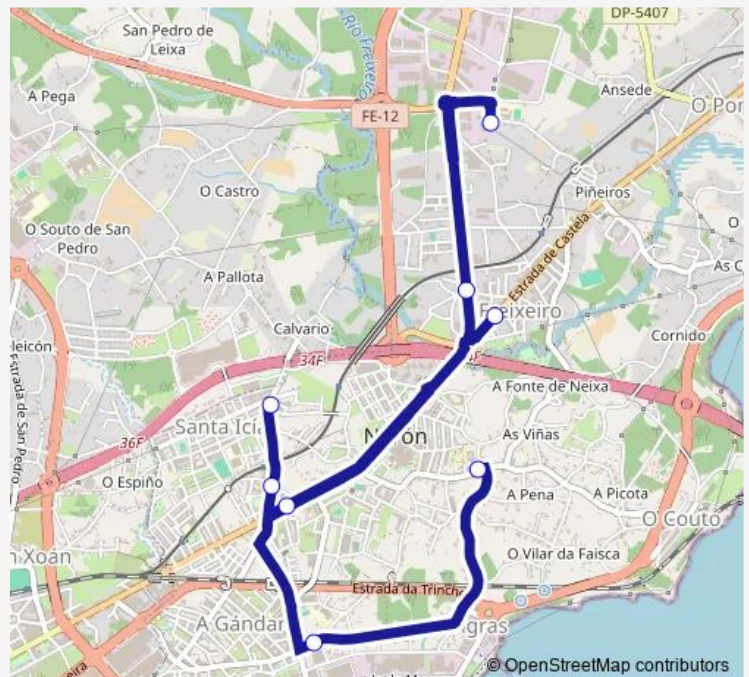 DP-5407
San Pedro de
Leixa
Río Freixeiro
A Pega
Ansede
O Por
FE-12
O Castro
Piñeiros
O Souto de San
Pedro
O
Estrada de Castela
As C
A Pallota
Freixeiro
Calvario
Cornido
leicón
34F
Estrada de San Pedro
A Fonte de Neixa
Santa Icía
36F
As Viñas
O Espiño
A Pena
A Picota
O Couto
n Xoán
O Vilar da Faisca
Estrada da Trinch
A Gándar
gras
© OpenStreetMap contributors